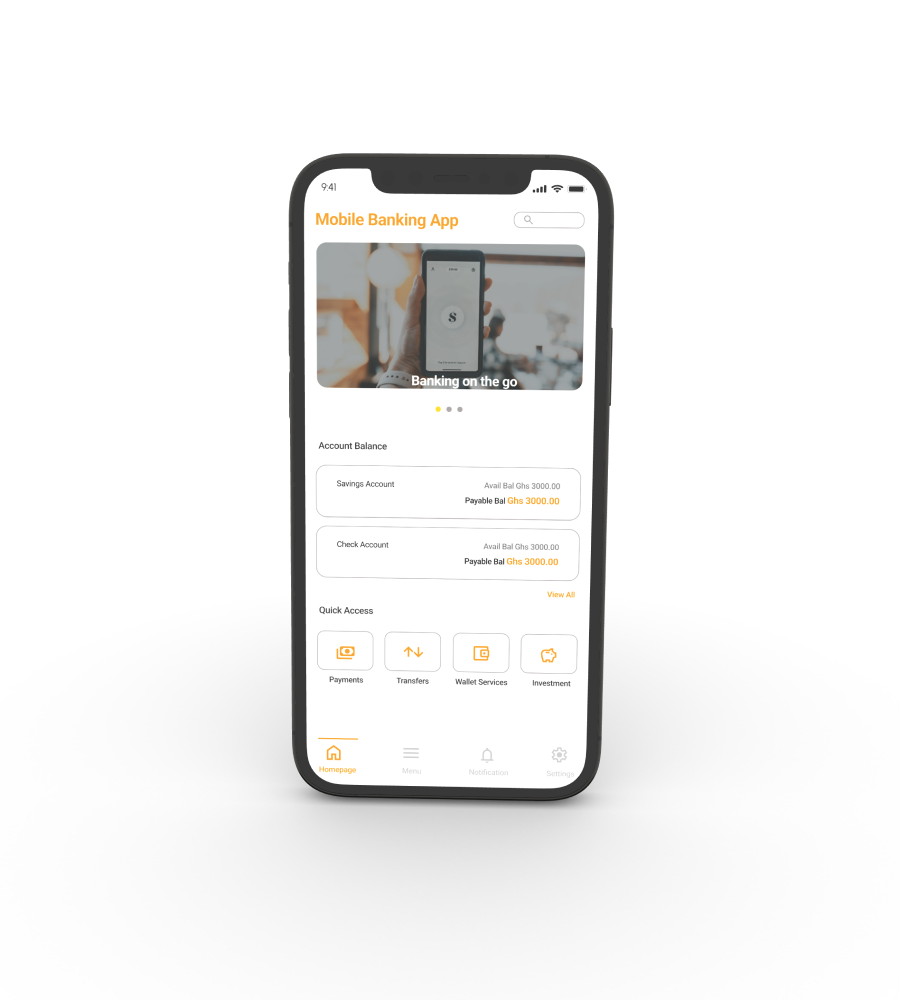 9:41
Mobile Banking App
S
Banking on the go
Account Balance
Savings Account
Avail Bal Ghs 3000.00
Payable Bal Ghs 3000.00
Check Account
Avail Bal Ghs 3000.00
Payable Bal Ghs 3000.00
View All
Quick Access
Payments Transfers Wallet Services Investment
Homepage Menu Notification Settings